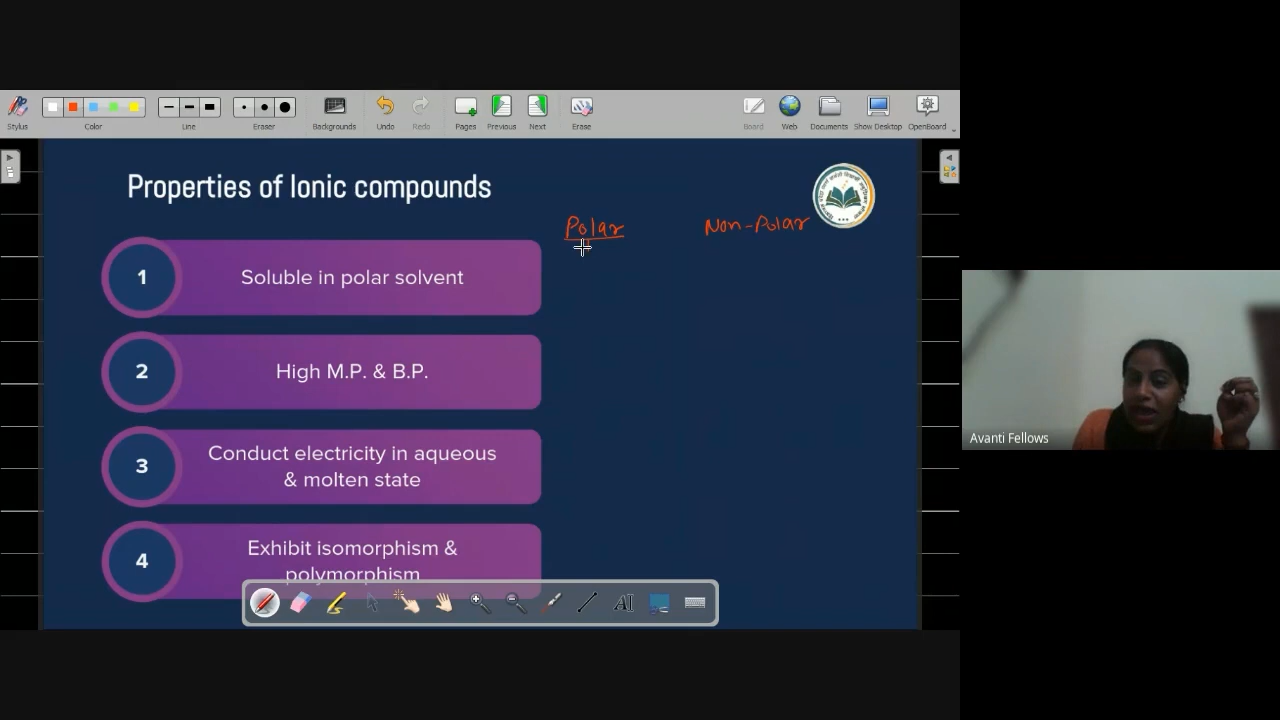 Stylus
Color
Line
Eraser
Backgrounds
Undo
Redo
Pages
Previous
Next
Erase
Board
Web
Documents
Show Desktop
OpenBoard
Properties of Ionic compounds
Polar
Non-Polar
1
Soluble in polar solvent
2
High M.P. & B.P.
3
Conduct electricity in aqueous
& molten state
4
Exhibit isomorphism &
polymorphism
AI
Avanti Fellows